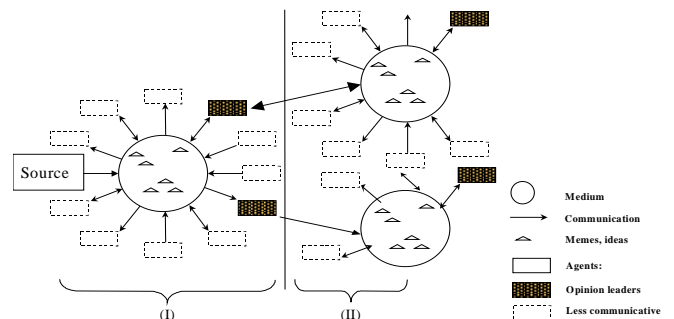 Source
Medium
Communication
Memes, ideas
Agents:
Opinion leaders
Less communicative
(I)
(II)